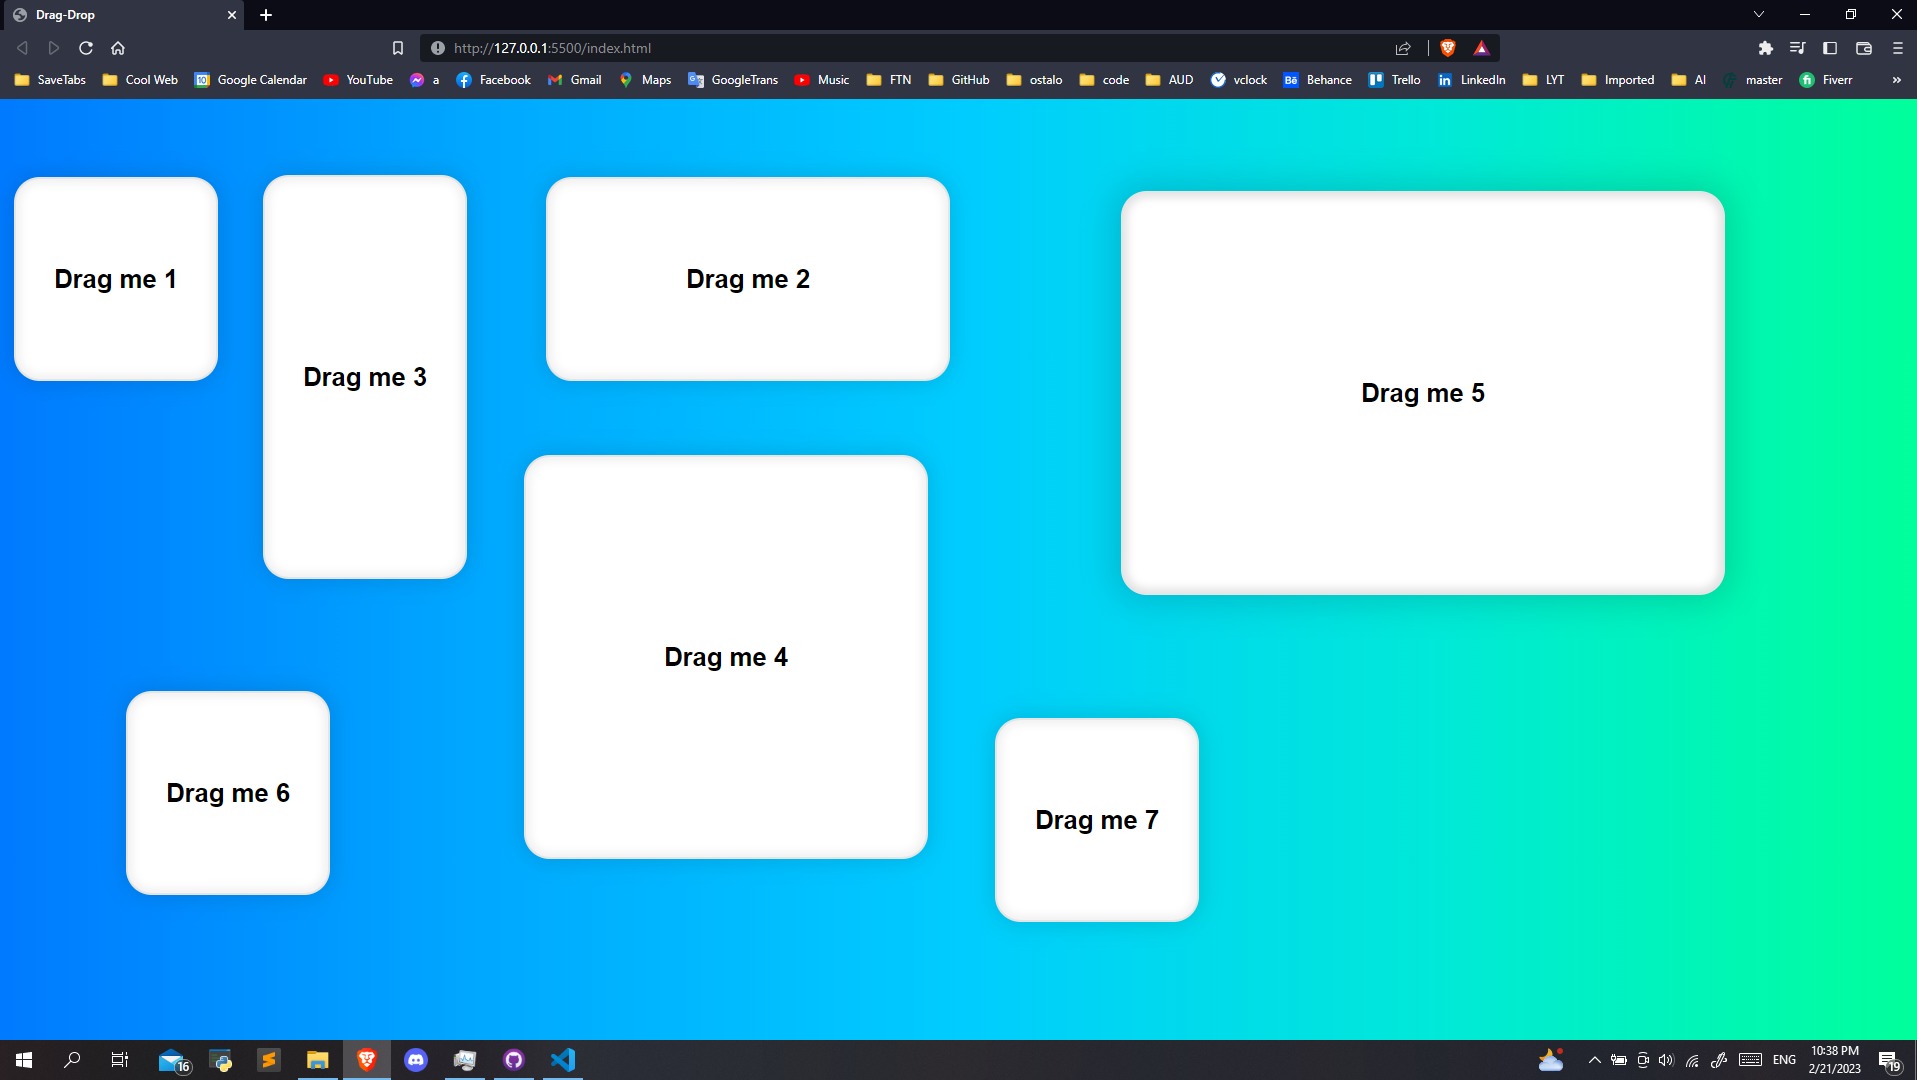 Drag-Drop
http://127.0.0.1:5500/index.html
SaveTabs Cool Web Google Calendar YouTube a Facebook Gmail Maps GoogleTrans Music FTN GitHub ostalo code AUD vclock Behance Trello LinkedIn LYT Imported AI master Fiverr »
Drag me 1
Drag me 3
Drag me 2
Drag me 5
Drag me 4
Drag me 6
Drag me 7
16
ENG
10:38 PM
2/21/2023
19